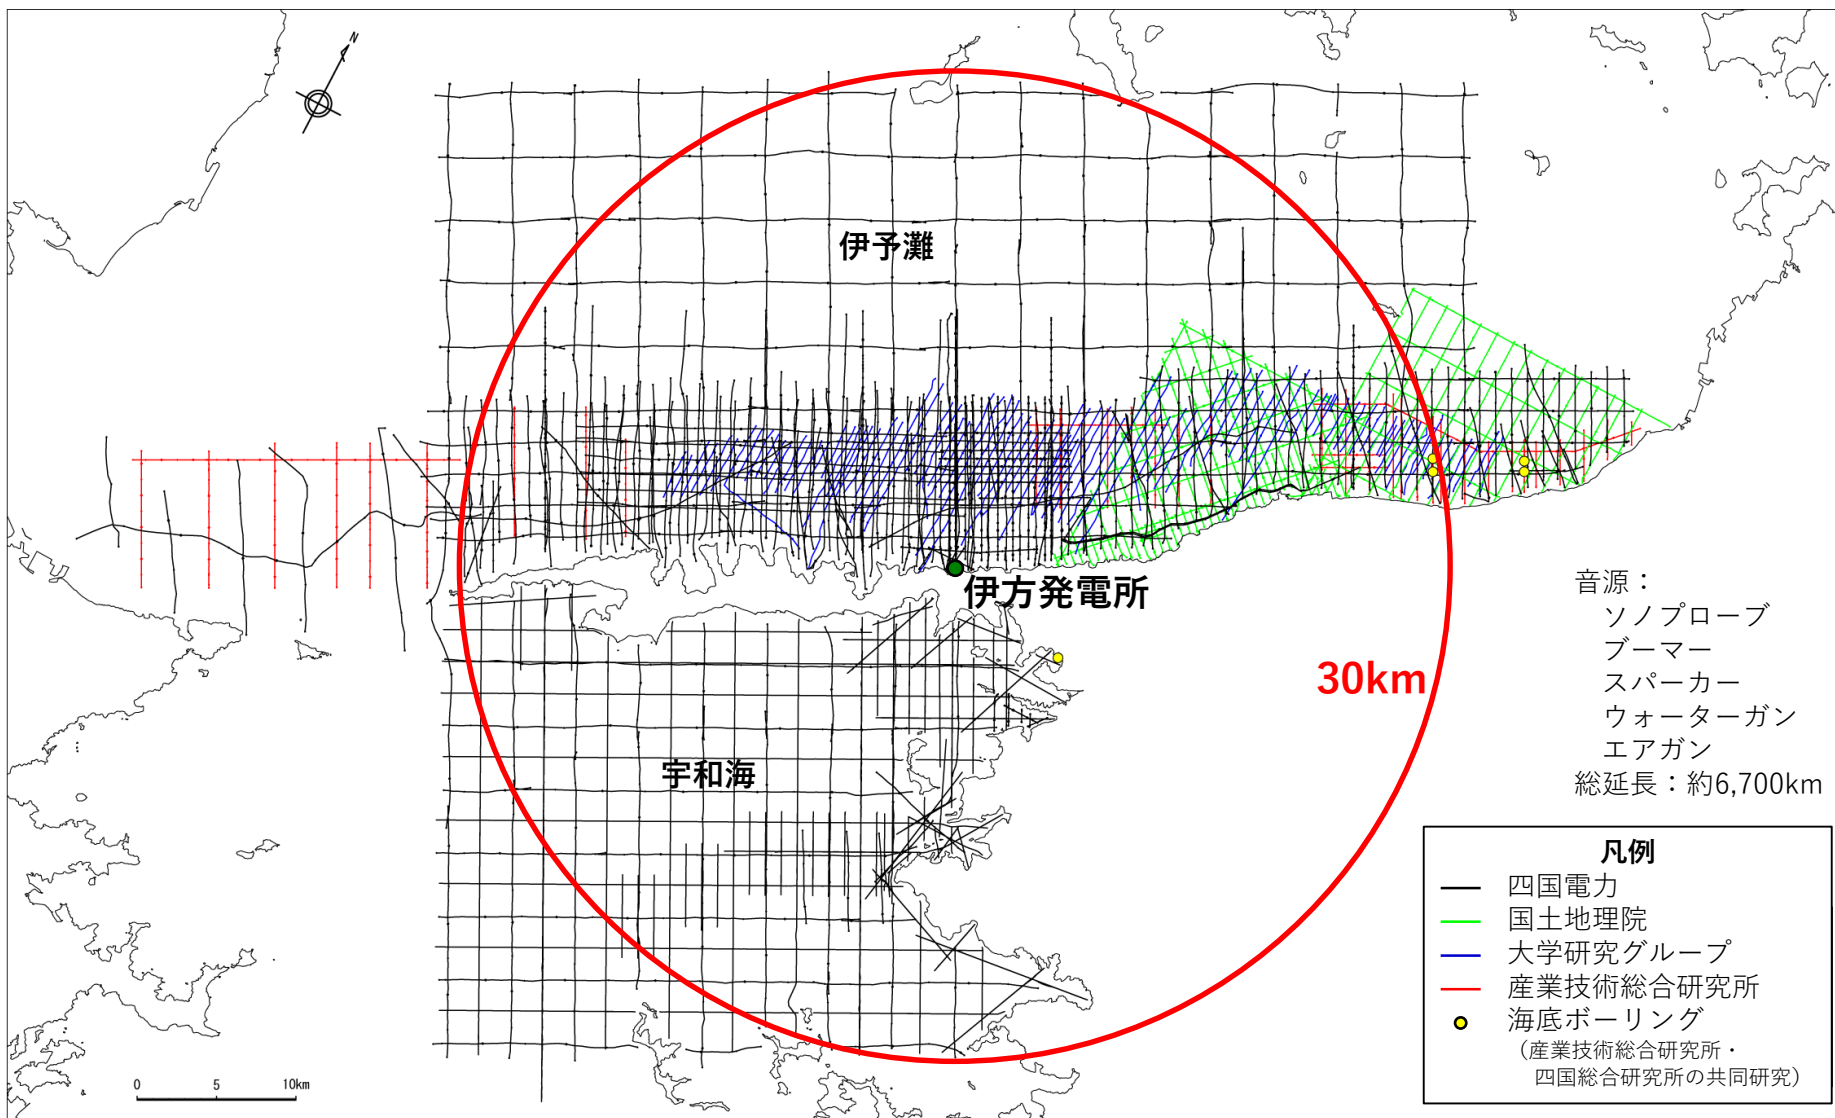 N
伊予灘
伊方発電所
30km
宇和海
音源：
ソノプローブ
ブーマー
スパーカー
ウォーターガン
エアガン
総延長：約6,700km
凡例
四国電力
国土地理院
大学研究グループ
産業技術総合研究所
海底ボーリング
（産業技術総合研究所・
四国総合研究所の共同研究）
0 5 10km